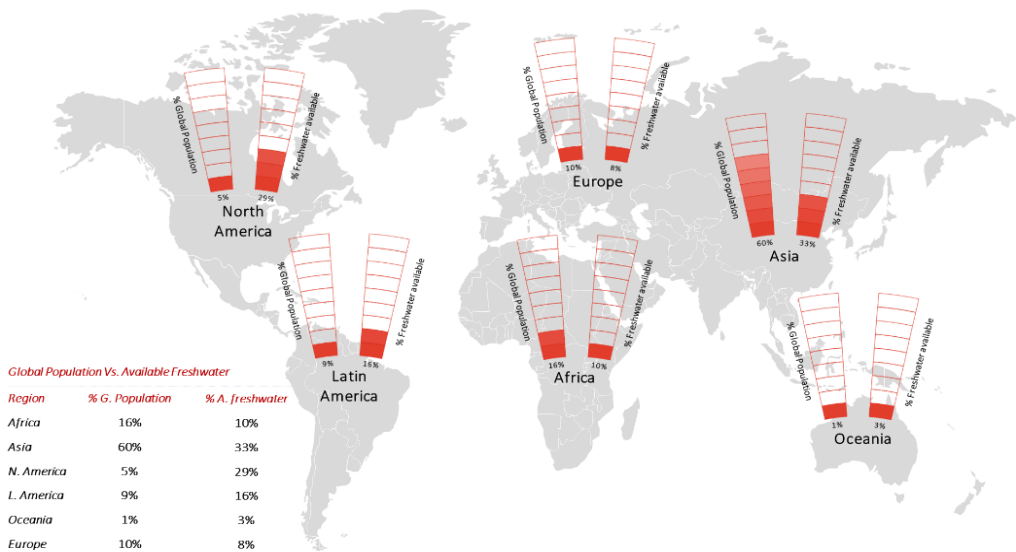 % Global Population
% Freshwater available
5%
29%
North
America
% Global Population
% Freshwater available
10%
8%
Europe
% Global Population
% Freshwater available
60%
33%
Asia
% Global Population
% Freshwater available
9%
16%
Latin
America
% Global Population
% Freshwater available
16%
10%
Africa
% Global Population
% Freshwater available
1%
3%
Oceania
Global Population Vs. Available Freshwater
Region % G. Population % A. freshwater
Africa 16% 10%
Asia 60% 33%
N. America 5% 29%
L. America 9% 16%
Oceania 1% 3%
Europe 10% 8%